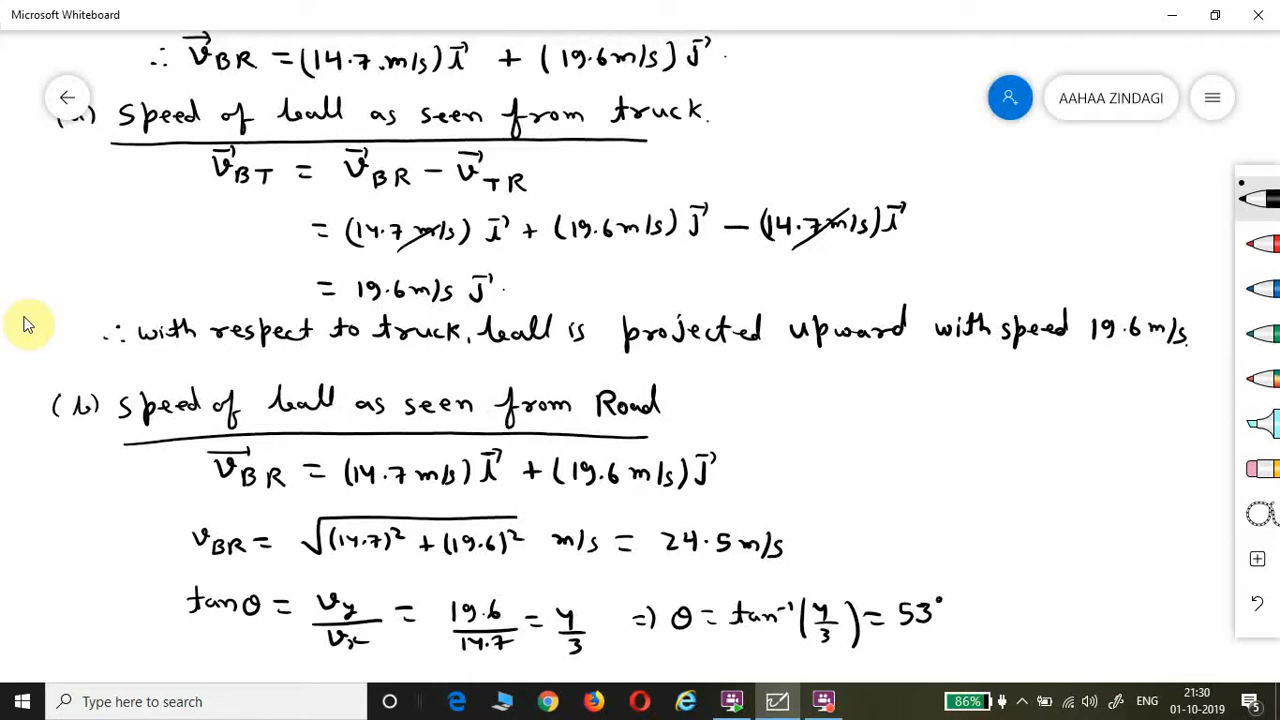 Microsoft Whiteboard
∴ v⃗BR = (14.7 m/s) i⃗ + (19.6 m/s) j⃗
AAHAA ZINDAGI
(a) Speed of ball as seen from truck.
v⃗BT = v⃗BR − v⃗TR
= (14.7 m/s) i⃗ + (19.6 m/s) j⃗ − (14.7 m/s) i⃗
= 19.6 m/s j⃗.
∴ with respect to truck, ball is projected upward with speed 19.6 m/s.
(b) Speed of ball as seen from Road
v⃗BR = (14.7 m/s) i⃗ + (19.6 m/s) j⃗
vBR = √(14.7)² + (19.6)² m/s = 24.5 m/s
tanθ = vy/vx = 19.6/14.7 = 4/3 ⇒ θ = tan⁻¹(4/3) = 53°
Type here to search
86%
ENG
21:30
01-10-2019
5